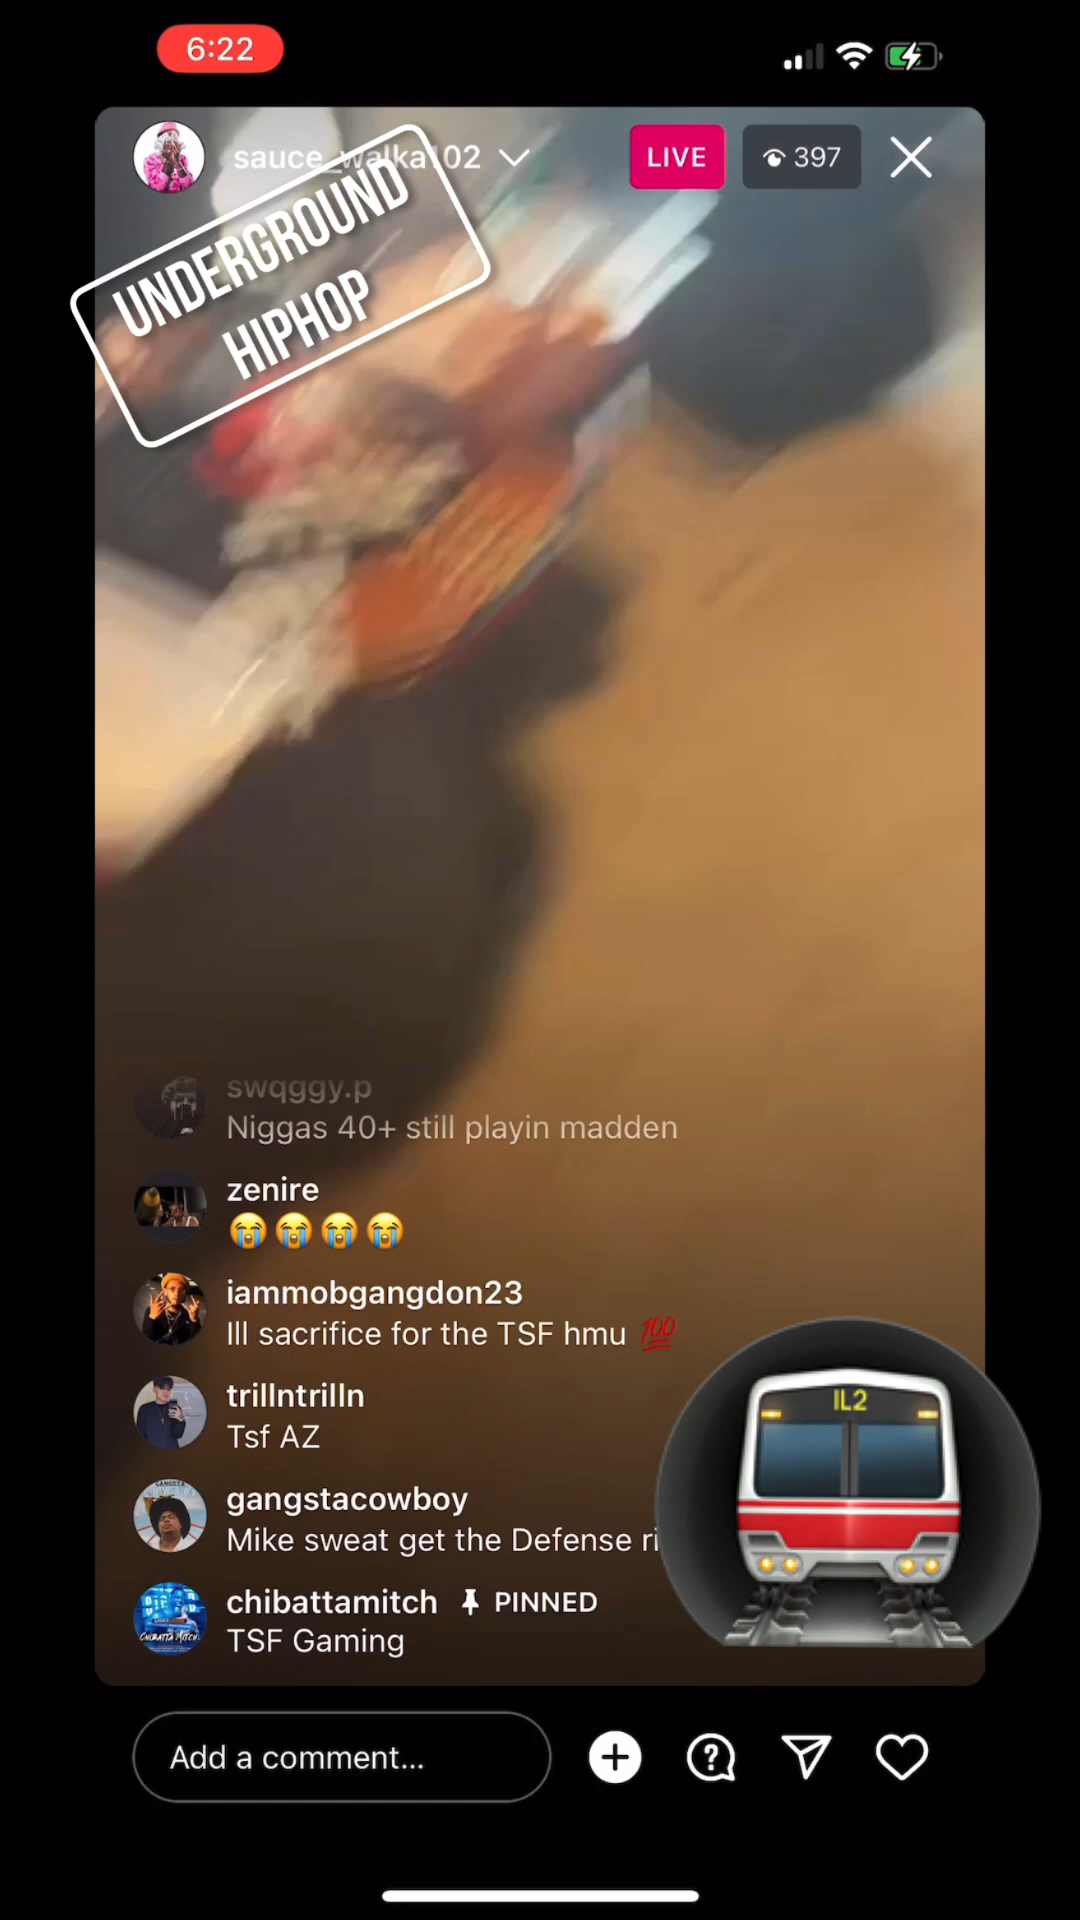 6:22
sauce_walka102
LIVE
397
UNDERGROUND
HIPHOP
swqggy.p
Niggas 40+ still playin madden
zenire
😭😭😭😭
iammobgangdon23
Ill sacrifice for the TSF hmu 💯
trillntrilln
Tsf AZ
gangstacowboy
Mike sweat get the Defense ri
chibattamitch PINNED
TSF Gaming
IL2
Add a comment...